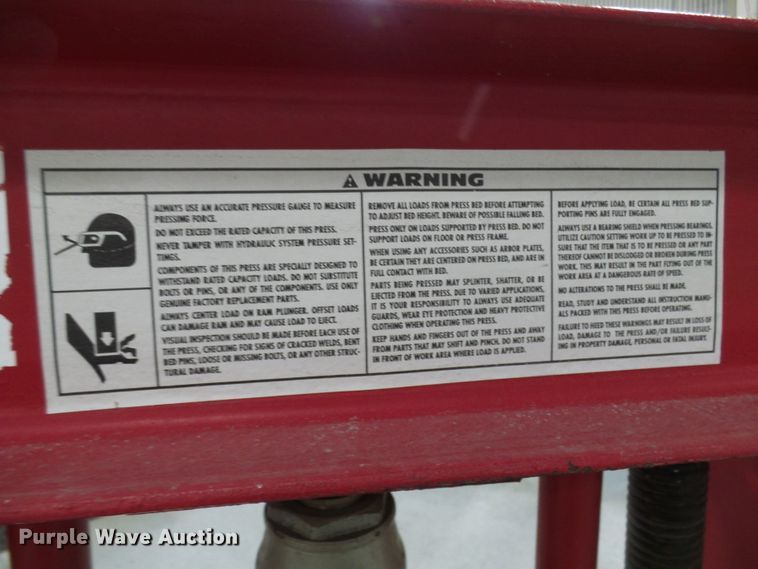 WARNING
ALWAYS USE AN ACCURATE PRESSURE GAUGE TO MEASURE
PRESSING FORCE.
DO NOT EXCEED THE RATED CAPACITY OF THIS PRESS.
NEVER TAMPER WITH HYDRAULIC SYSTEM PRESSURE SET-
TINGS.
COMPONENTS OF THIS PRESS ARE SPECIALLY DESIGNED TO
WITHSTAND RATED CAPACITY LOADS. DO NOT SUBSTITUTE
BOLTS OR PINS, OR ANY OF THE COMPONENTS. USE ONLY
GENUINE FACTORY REPLACEMENT PARTS.
ALWAYS CENTER LOAD ON RAM PLUNGER. OFFSET LOADS
CAN DAMAGE RAM AND MAY CAUSE LOAD TO EJECT.
VISUAL INSPECTION SHOULD BE MADE BEFORE EACH USE OF
THE PRESS, CHECKING FOR SIGNS OF CRACKED WELDS, BENT
BED PINS, LOOSE OR MISSING BOLTS, OR ANY OTHER STRUC-
TURAL DAMAGE.
REMOVE ALL LOADS FROM PRESS BED BEFORE ATTEMPTING
TO ADJUST BED HEIGHT. BEWARE OF POSSIBLE FALLING BED.
PRESS ONLY ON LOADS SUPPORTED BY PRESS BED. DO NOT
SUPPORT LOADS ON FLOOR OR PRESS FRAME.
WHEN USING ANY ACCESSORIES SUCH AS ARBOR PLATES,
BE CERTAIN THEY ARE CENTERED ON PRESS BED, AND ARE IN
FULL CONTACT WITH BED.
PARTS BEING PRESSED MAY SPLINTER, SHATTER, OR BE
EJECTED FROM THE PRESS. DUE TO VARIED APPLICATIONS,
IT IS YOUR RESPONSIBILITY TO ALWAYS USE ADEQUATE
GUARDS, WEAR EYE PROTECTION AND HEAVY PROTECTIVE
CLOTHING WHEN OPERATING THIS PRESS.
KEEP HANDS AND FINGERS OUT OF THE PRESS AND AWAY
FROM PARTS THAT MAY SHIFT AND PINCH. DO NOT STAND
IN FRONT OF WORK AREA WHERE LOAD IS APPLIED.
BEFORE APPLYING LOAD, BE CERTAIN ALL PRESS BED SUP-
PORTING PINS ARE FULLY ENGAGED.
ALWAYS USE A BEARING SHIELD WHEN PRESSING BEARINGS.
UTILIZE CAUTION SETTING WORK UP TO BE PRESSED TO IN-
SURE THAT THE ITEM THAT IS TO BE PRESSED OR ANY PART
THEREOF CANNOT BE DISLODGED OR BROKEN DURING PRESS
WORK. THIS MAY RESULT IN THE PART FLYING OUT OF THE
WORK AREA AT A DANGEROUS RATE OF SPEED.
NO ALTERATIONS TO THE PRESS SHALL BE MADE.
READ, STUDY AND UNDERSTAND ALL INSTRUCTION MANU-
ALS PACKED WITH THIS PRESS BEFORE OPERATING.
FAILURE TO HEED THESE WARNINGS MAY RESULT IN LOSS OF
LOAD, DAMAGE TO THE PRESS AND/OR FAILURE RESULT-
ING IN PROPERTY DAMAGE, PERSONAL OR FATAL INJURY.
Purple Wave Auction